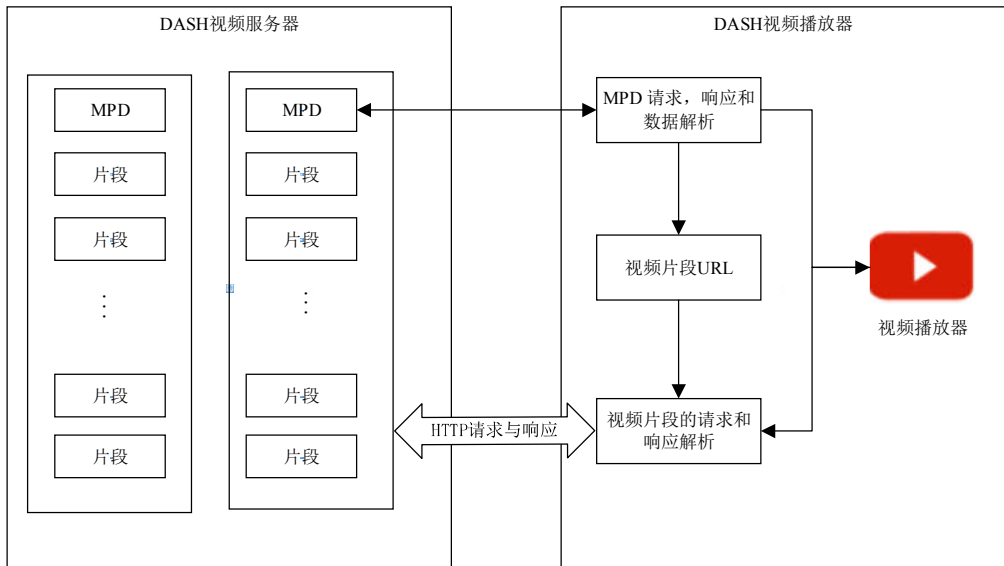 DASH视频服务器
MPD
片段
片段
⋮
片段
片段
MPD
片段
片段
⋮
片段
片段
HTTP请求与响应
DASH视频播放器
MPD 请求，响应和
数据解析
视频片段URL
视频片段的请求和
响应解析
视频播放器